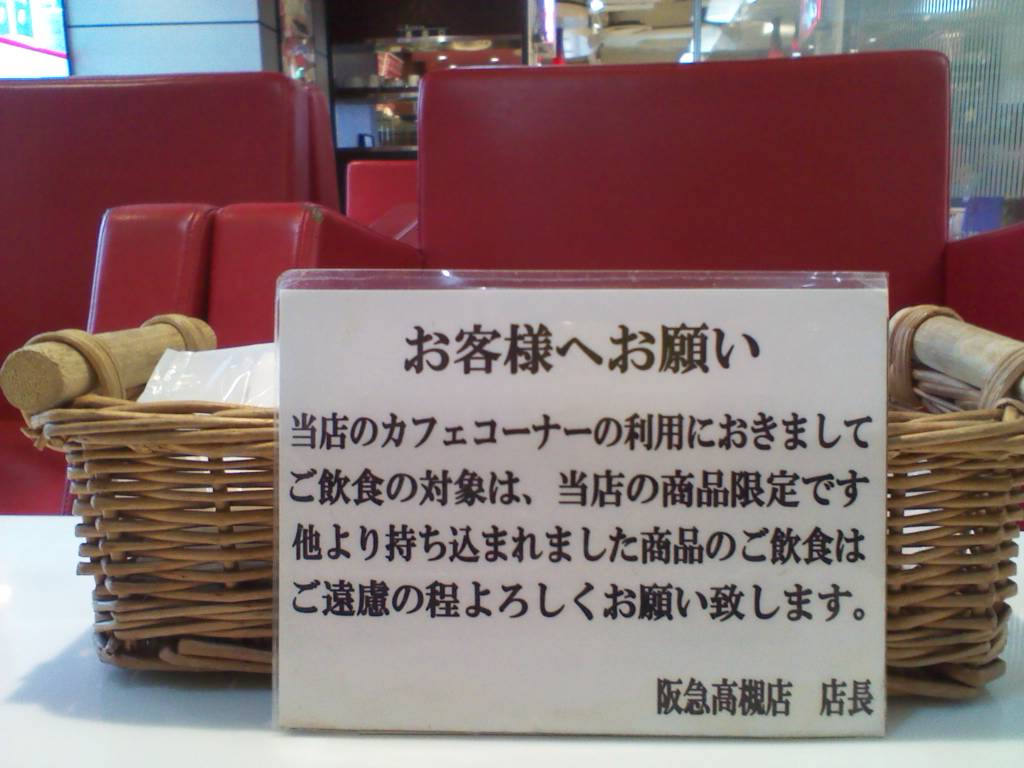 お客様へお願い
当店のカフェコーナーの利用におきまして
ご飲食の対象は、当店の商品限定です
他より持ち込まれました商品のご飲食は
ご遠慮の程よろしくお願い致します。
阪急高槻店　店長